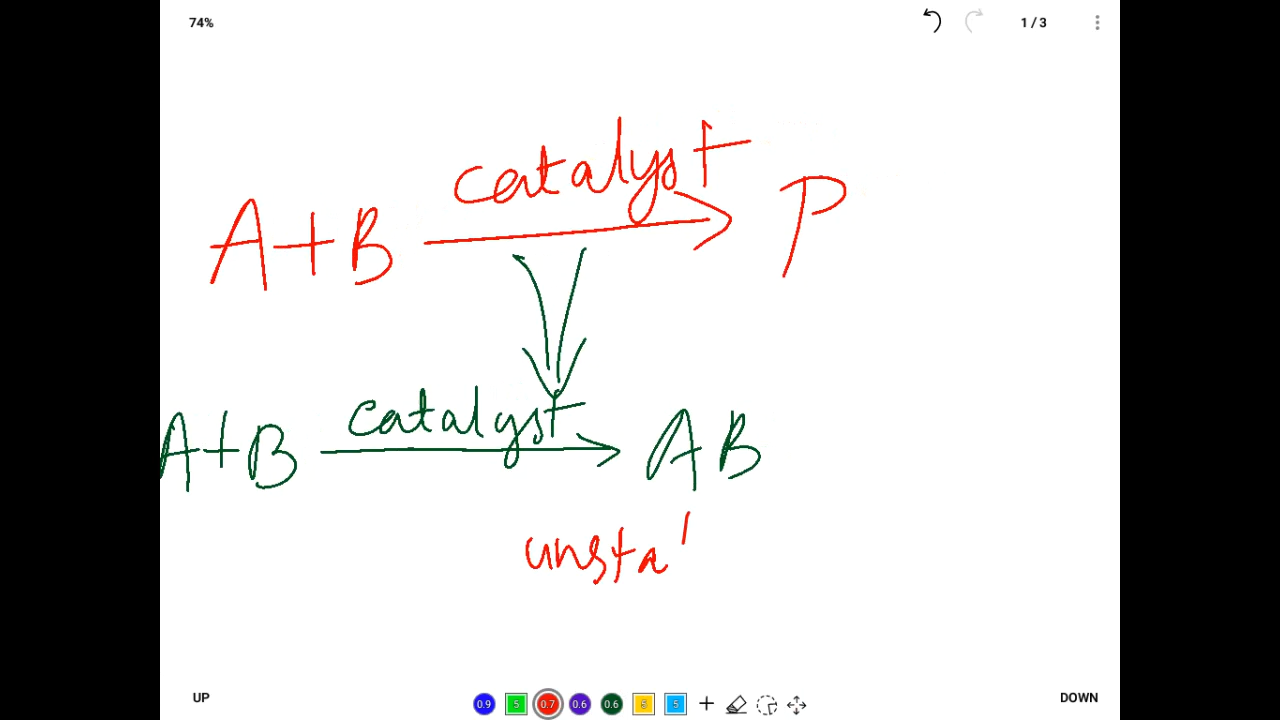 74%
1 / 3
A+B catalyst P
A+B catalyst AB
unsta
UP
DOWN
0.9 5 0.7 0.6 0.6 6 5